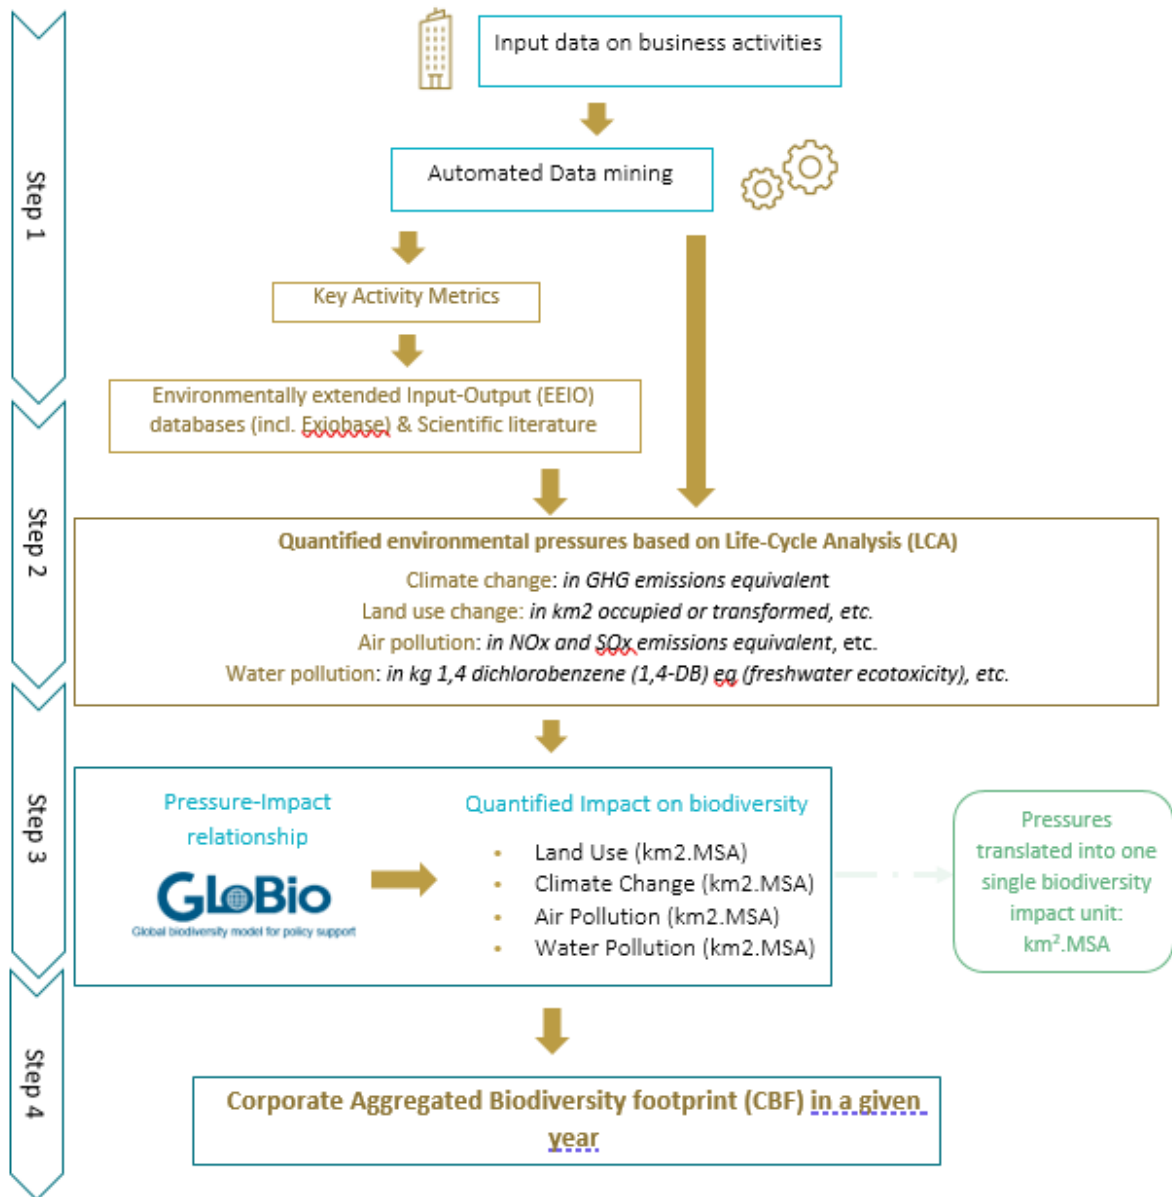 Step 1
Input data on business activities
Automated Data mining
Key Activity Metrics
Environmentally extended Input-Output (EEIO)
databases (incl. Exiobase) & Scientific literature
Step 2
Quantified environmental pressures based on Life-Cycle Analysis (LCA)
Climate change: in GHG emissions equivalent
Land use change: in km2 occupied or transformed, etc.
Air pollution: in NOx and SOx emissions equivalent, etc.
Water pollution: in kg 1,4 dichlorobenzene (1,4-DB) eq (freshwater ecotoxicity), etc.
Step 3
Pressure-Impact
relationship
GLOBIO
Global biodiversity model for policy support
Quantified Impact on biodiversity
• Land Use (km2.MSA)
• Climate Change (km2.MSA)
• Air Pollution (km2.MSA)
• Water Pollution (km2.MSA)
Pressures
translated into one
single biodiversity
impact unit:
km².MSA
Step 4
Corporate Aggregated Biodiversity footprint (CBF) in a given
year